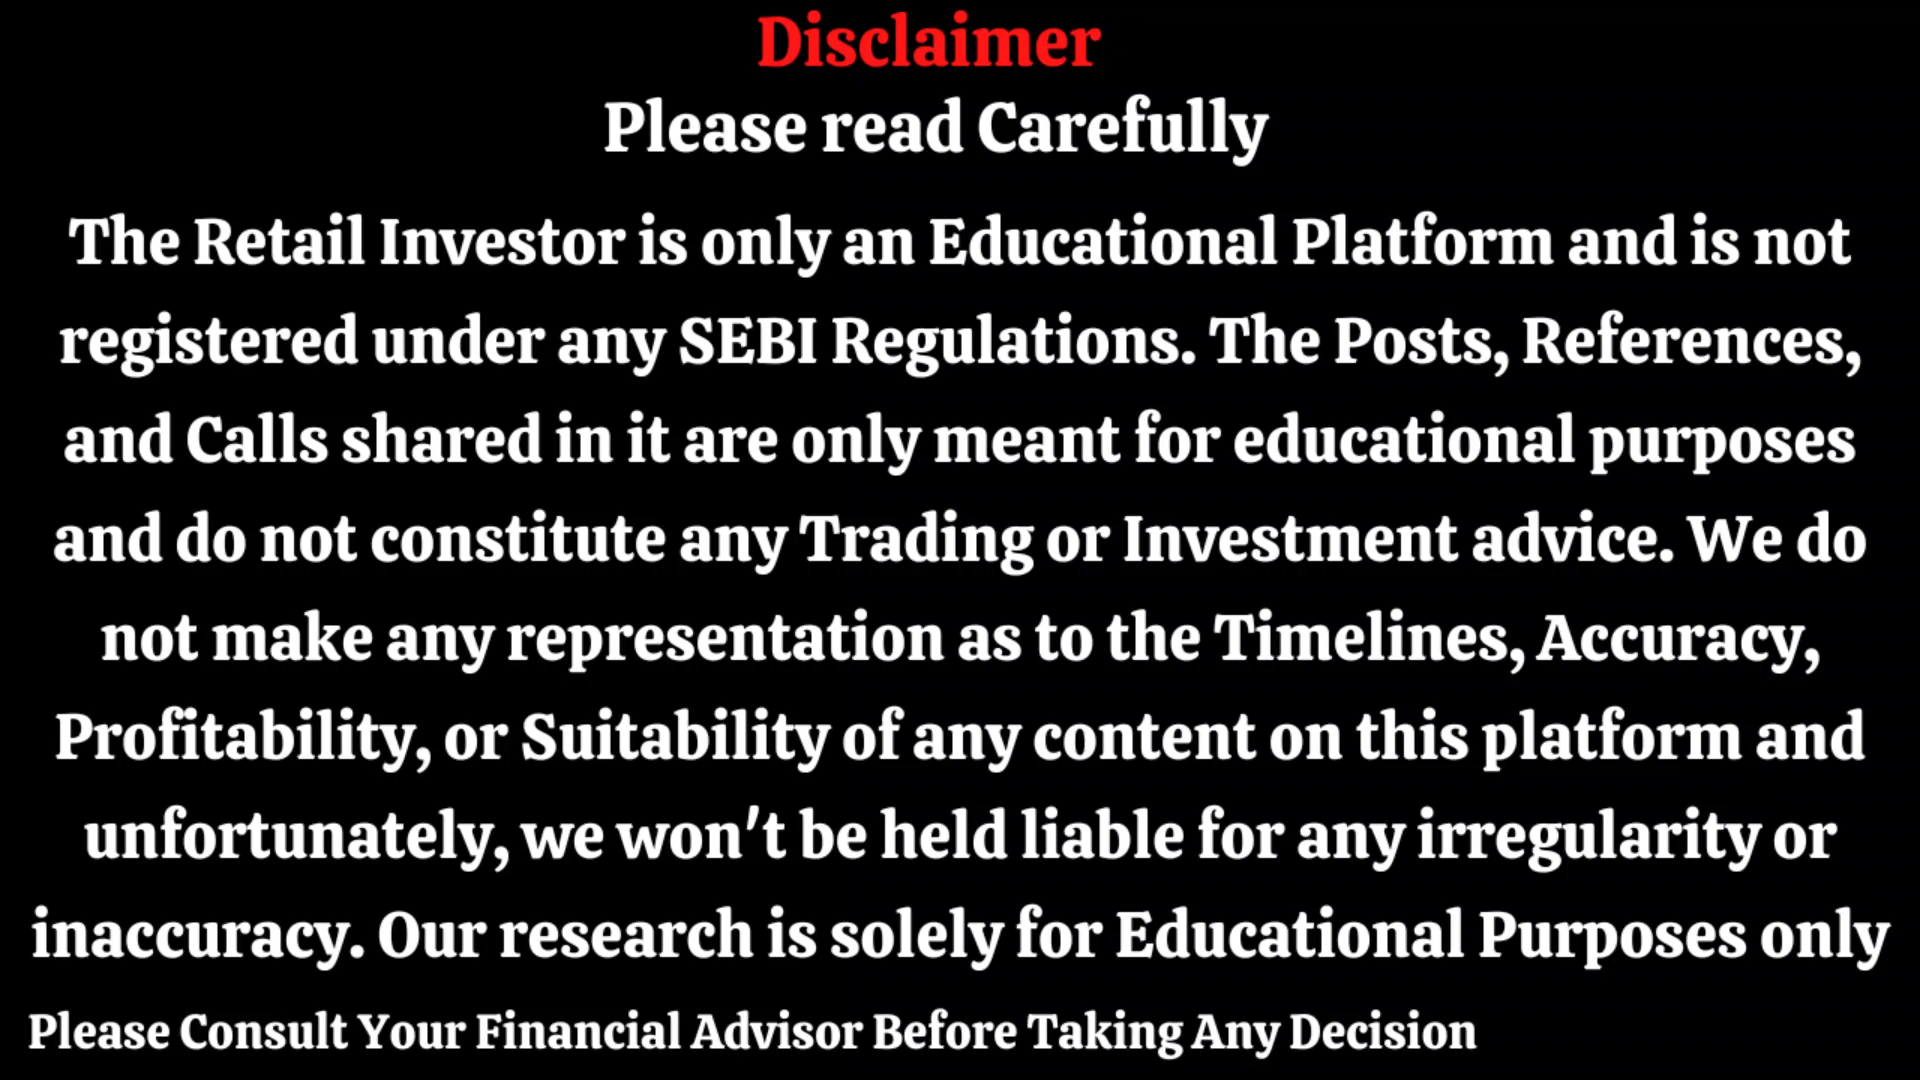 Disclaimer
Please read Carefully
The Retail Investor is only an Educational Platform and is not
registered under any SEBI Regulations. The Posts, References,
and Calls shared in it are only meant for educational purposes
and do not constitute any Trading or Investment advice. We do
not make any representation as to the Timelines, Accuracy,
Profitability, or Suitability of any content on this platform and
unfortunately, we won't be held liable for any irregularity or
inaccuracy. Our research is solely for Educational Purposes only
Please Consult Your Financial Advisor Before Taking Any Decision